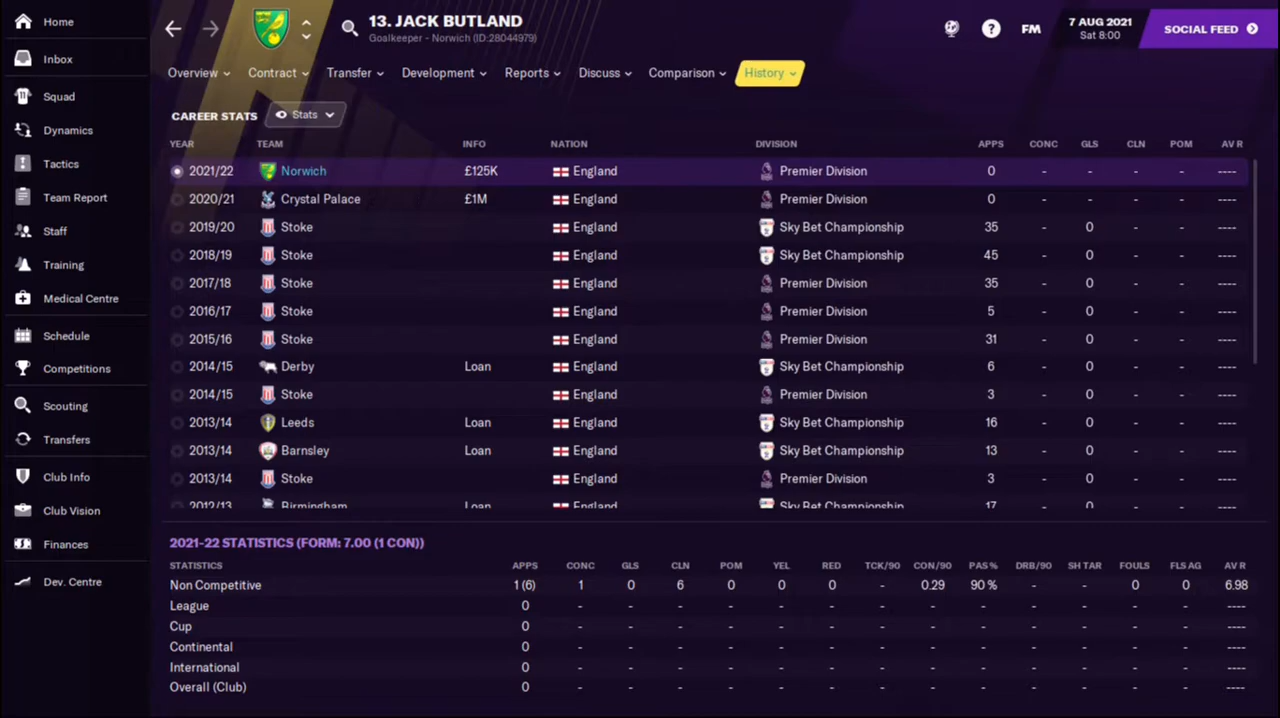 Home
Inbox
Squad
Dynamics
Tactics
Team Report
Staff
Training
Medical Centre
Schedule
Competitions
Scouting
Transfers
Club Info
Club Vision
Finances
Dev. Centre
13. JACK BUTLAND
Goalkeeper - Norwich (ID:28044979)
? FM 7 AUG 2021 SOCIAL FEED
Sat 8:00
Overview Contract Transfer Development Reports Discuss Comparison History
CAREER STATS Stats
YEAR TEAM INFO NATION DIVISION APPS CONC GLS CLN POM AV R
2021/22 Norwich £125K England Premier Division 0 - - - - ----
2020/21 Crystal Palace £1M England Premier Division 0 - - - - ----
2019/20 Stoke England Sky Bet Championship 35 - 0 - - ----
2018/19 Stoke England Sky Bet Championship 45 - 0 - - ----
2017/18 Stoke England Premier Division 35 - 0 - - ----
2016/17 Stoke England Premier Division 5 - 0 - - ----
2015/16 Stoke England Premier Division 31 - 0 - - ----
2014/15 Derby Loan England Sky Bet Championship 6 - 0 - - ----
2014/15 Stoke England Premier Division 3 - 0 - - ----
2013/14 Leeds Loan England Sky Bet Championship 16 - 0 - - ----
2013/14 Barnsley Loan England Sky Bet Championship 13 - 0 - - ----
2013/14 Stoke England Premier Division 3 - 0 - - ----
2012/13 Birmingham Loan England Sky Bet Championship 17 - 0 - - ----
2021-22 STATISTICS (FORM: 7.00 (1 CON))
STATISTICS APPS CONC GLS CLN POM YEL RED TCK/90 CON/90 PAS % DRB/90 SH TAR FOULS FLS AG AV R
Non Competitive 1 (6) 1 0 6 0 0 0 - 0.29 90 % - - 0 0 6.98
League 0 - - - - - - - - - - - - - ----
Cup 0 - - - - - - - - - - - - - ----
Continental 0 - - - - - - - - - - - - - ----
International 0 - - - - - - - - - - - - - ----
Overall (Club) 0 - - - - - - - - - - - - - ----